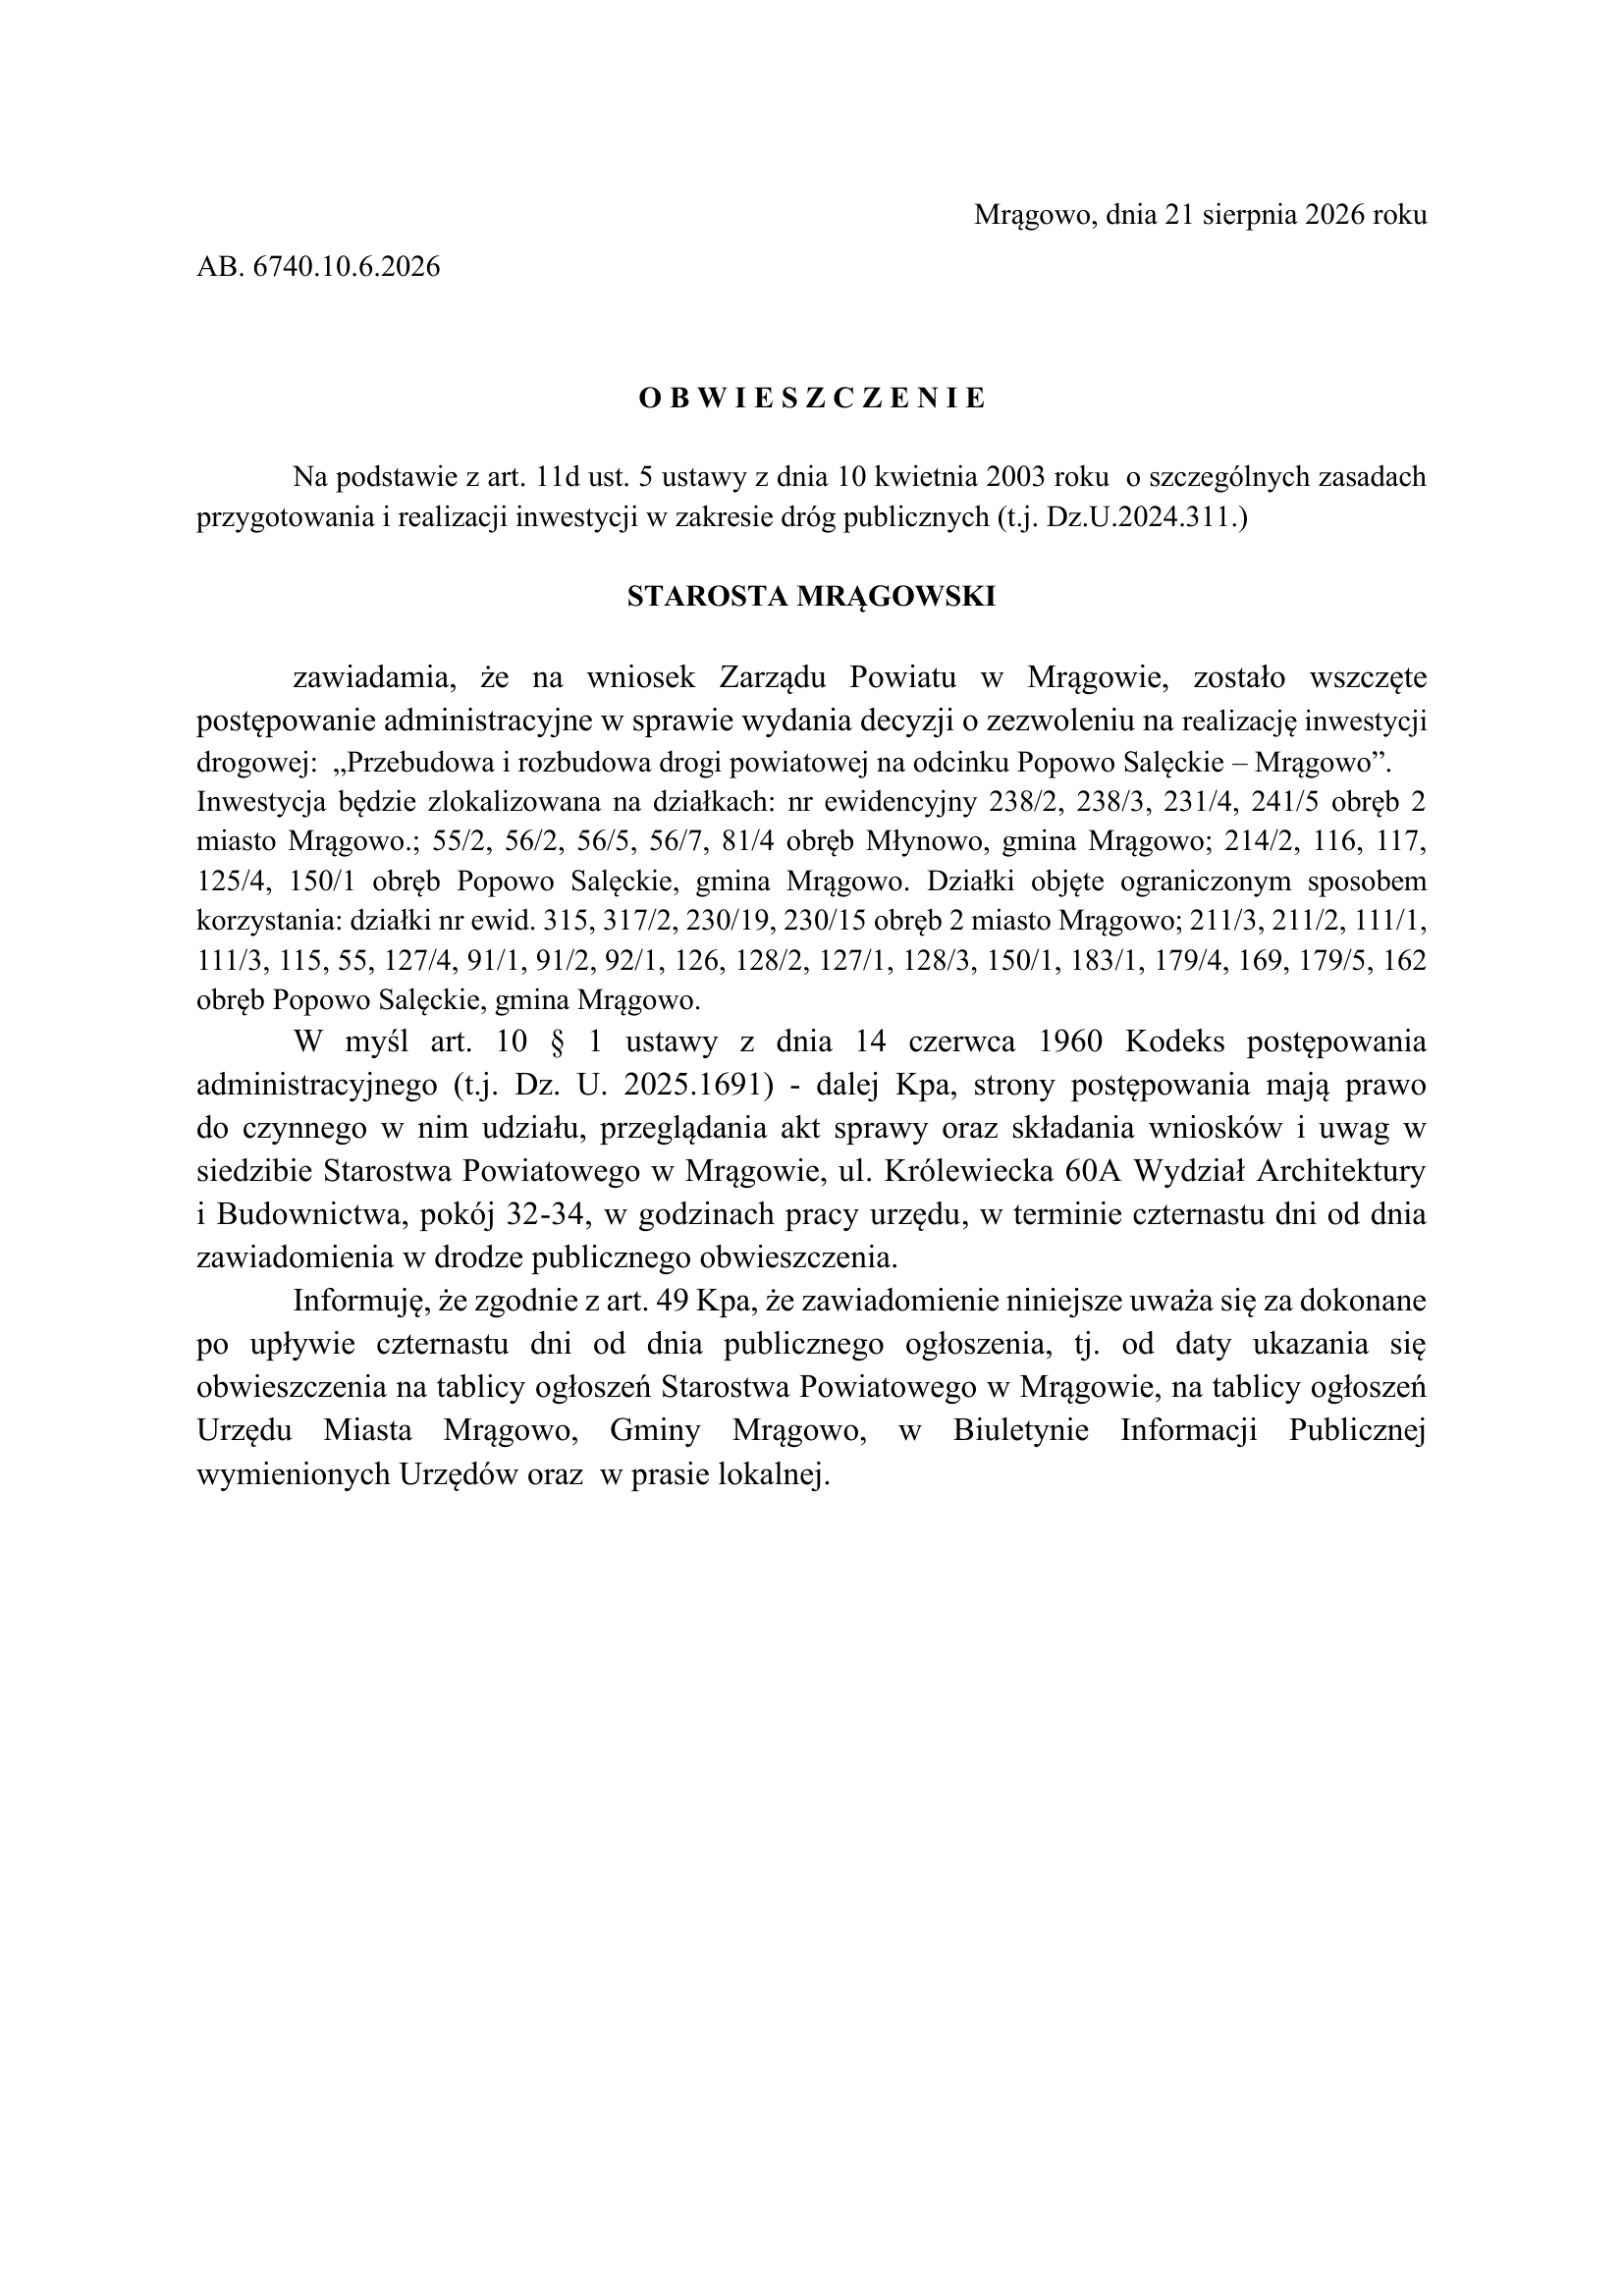 Mrągowo, dnia 21 sierpnia 2026 roku
AB. 6740.10.6.2026
O B W I E S Z C Z E N I E
Na podstawie z art. 11d ust. 5 ustawy z dnia 10 kwietnia 2003 roku  o szczególnych zasadach
przygotowania i realizacji inwestycji w zakresie dróg publicznych (t.j. Dz.U.2024.311.)
STAROSTA MRĄGOWSKI
zawiadamia, że na wniosek Zarządu Powiatu w Mrągowie, zostało wszczęte
postępowanie administracyjne w sprawie wydania decyzji o zezwoleniu na realizację inwestycji
drogowej:  „Przebudowa i rozbudowa drogi powiatowej na odcinku Popowo Salęckie – Mrągowo”.
Inwestycja będzie zlokalizowana na działkach: nr ewidencyjny 238/2, 238/3, 231/4, 241/5 obręb 2
miasto Mrągowo.; 55/2, 56/2, 56/5, 56/7, 81/4 obręb Młynowo, gmina Mrągowo; 214/2, 116, 117,
125/4, 150/1 obręb Popowo Salęckie, gmina Mrągowo. Działki objęte ograniczonym sposobem
korzystania: działki nr ewid. 315, 317/2, 230/19, 230/15 obręb 2 miasto Mrągowo; 211/3, 211/2, 111/1,
111/3, 115, 55, 127/4, 91/1, 91/2, 92/1, 126, 128/2, 127/1, 128/3, 150/1, 183/1, 179/4, 169, 179/5, 162
obręb Popowo Salęckie, gmina Mrągowo.
W myśl art. 10 § 1 ustawy z dnia 14 czerwca 1960 Kodeks postępowania
administracyjnego (t.j. Dz. U. 2025.1691) - dalej Kpa, strony postępowania mają prawo
do czynnego w nim udziału, przeglądania akt sprawy oraz składania wniosków i uwag w
siedzibie Starostwa Powiatowego w Mrągowie, ul. Królewiecka 60A Wydział Architektury
i Budownictwa, pokój 32-34, w godzinach pracy urzędu, w terminie czternastu dni od dnia
zawiadomienia w drodze publicznego obwieszczenia.
Informuję, że zgodnie z art. 49 Kpa, że zawiadomienie niniejsze uważa się za dokonane
po upływie czternastu dni od dnia publicznego ogłoszenia, tj. od daty ukazania się
obwieszczenia na tablicy ogłoszeń Starostwa Powiatowego w Mrągowie, na tablicy ogłoszeń
Urzędu Miasta Mrągowo, Gminy Mrągowo, w Biuletynie Informacji Publicznej
wymienionych Urzędów oraz  w prasie lokalnej.